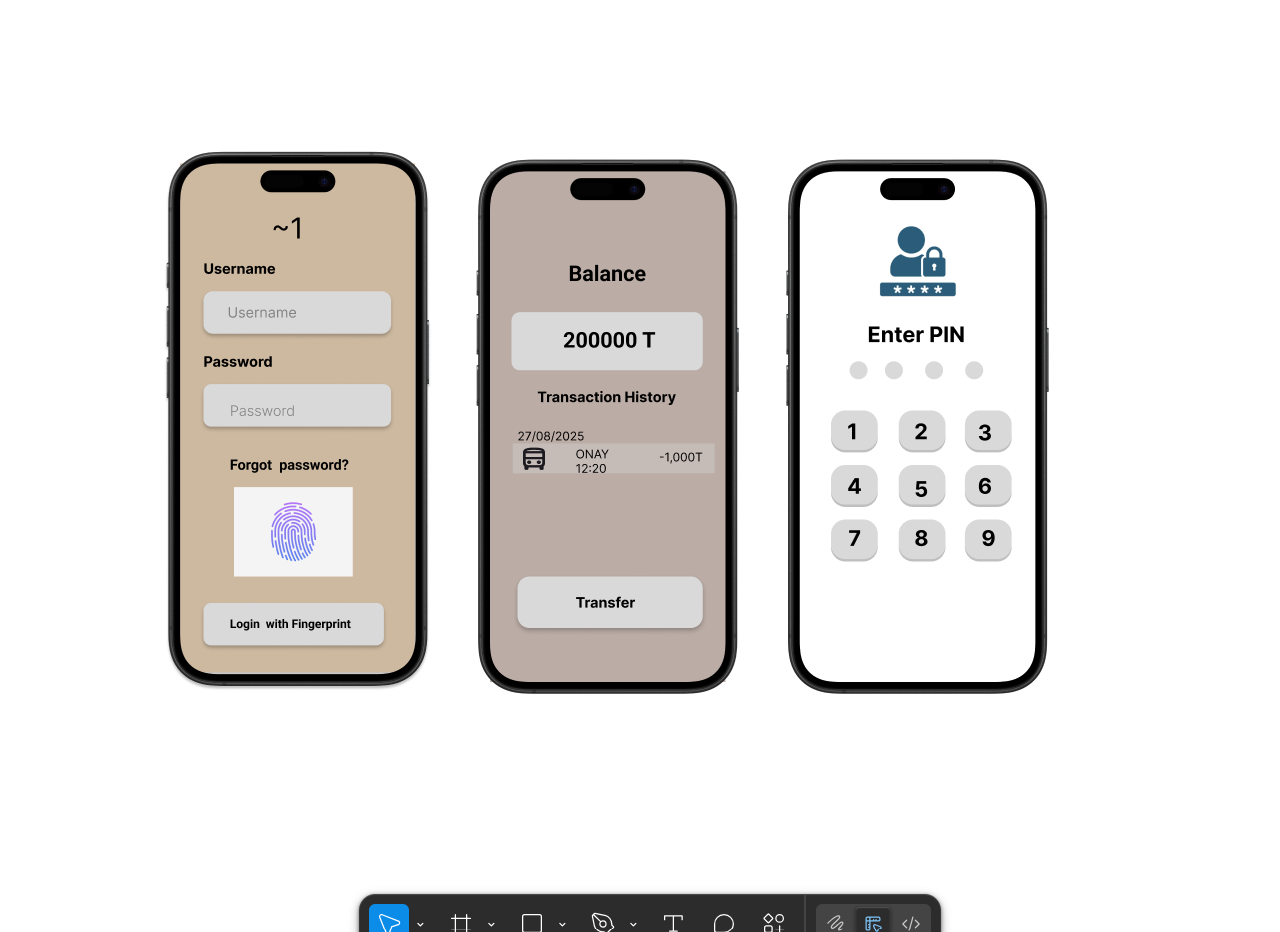 ~1
Username
Username
Password
Password
Forgot password?
Login with Fingerprint
Balance
200000 T
Transaction History
27/08/2025
ONAY
12:20
-1,000T
Transfer
****
Enter PIN
1 2 3
4 5 6
7 8 9